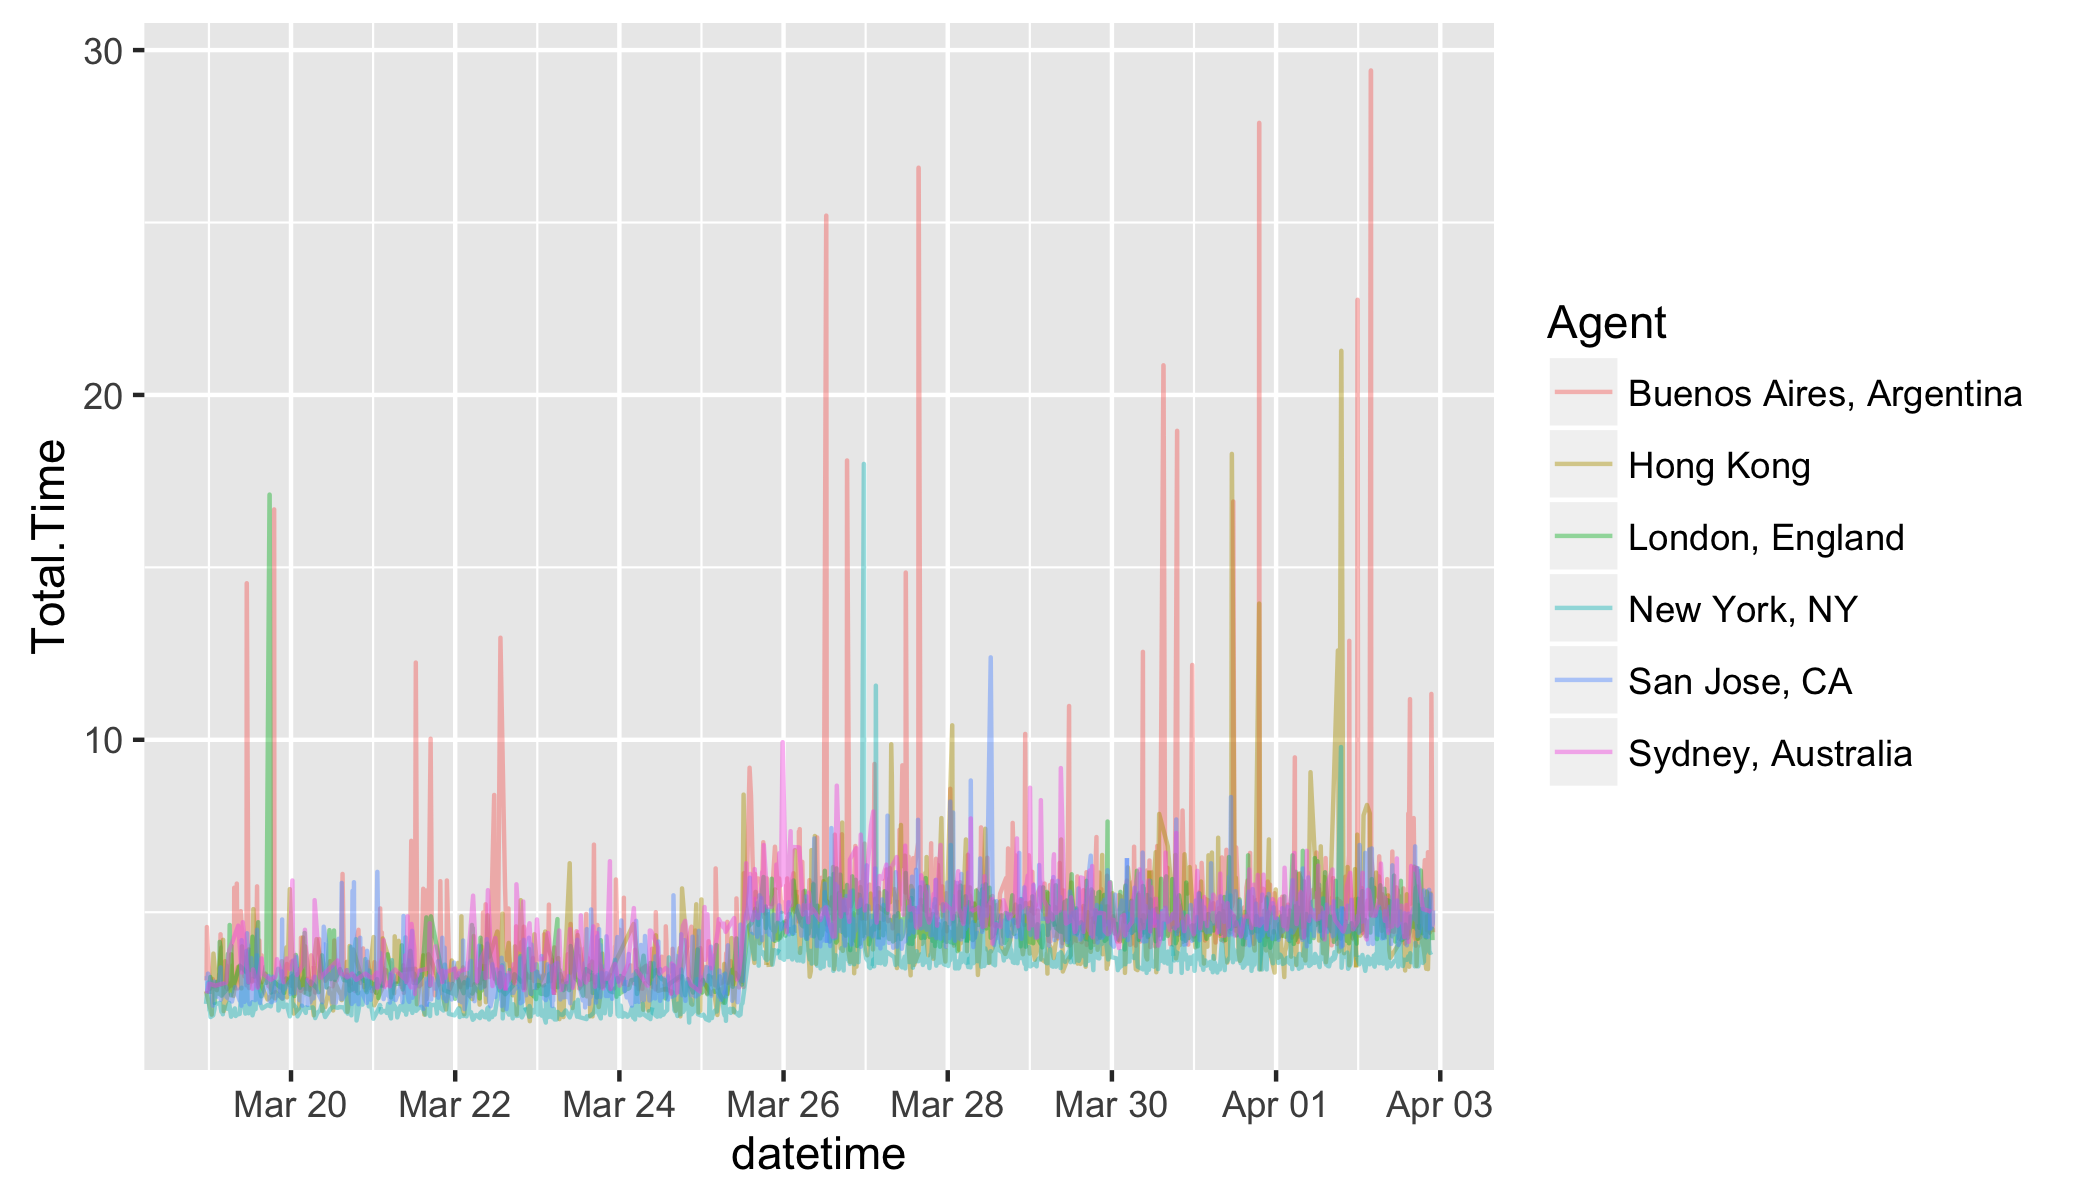 30
20
10
Total.Time
Mar 20 Mar 22 Mar 24 Mar 26 Mar 28 Mar 30 Apr 01 Apr 03
datetime
Agent
Buenos Aires, Argentina
Hong Kong
London, England
New York, NY
San Jose, CA
Sydney, Australia